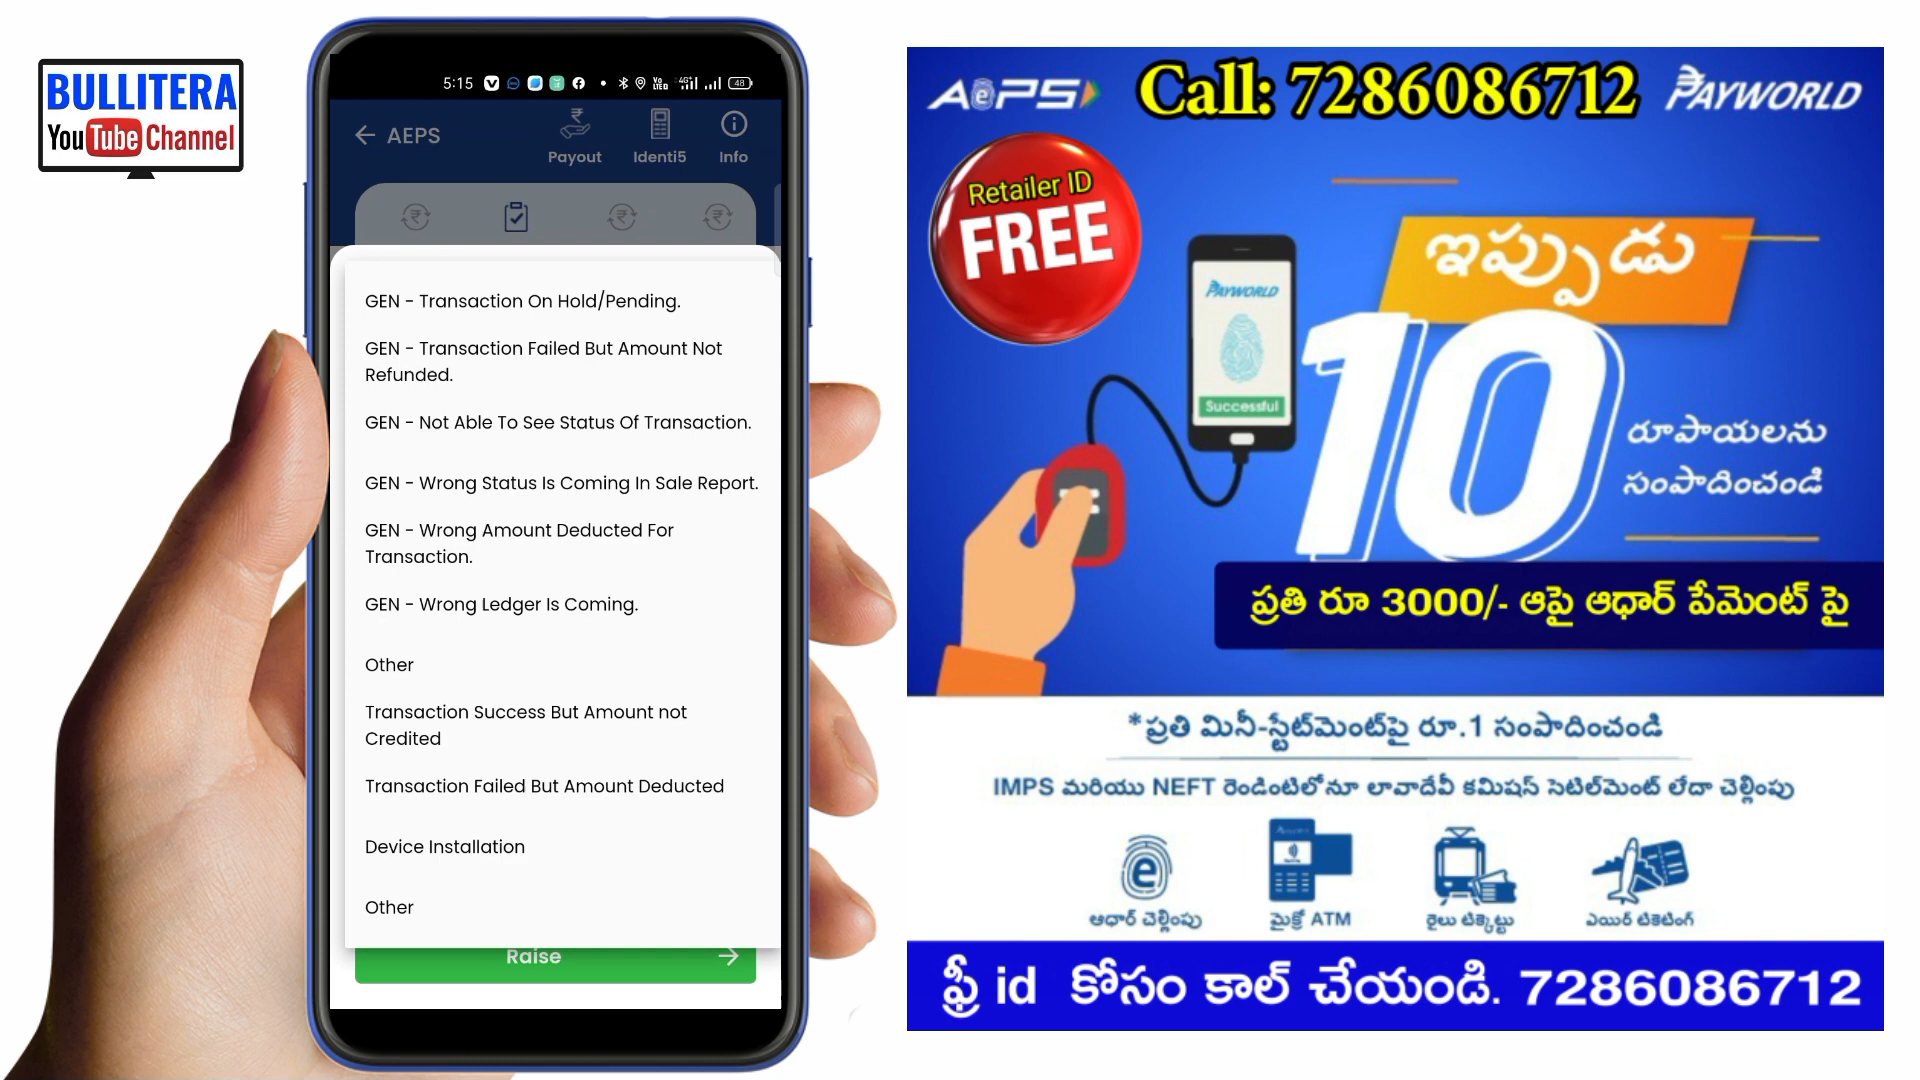 BULLITERA
YouTube Channel
5:15
48
AEPS
Payout
Identi5
Info
GEN - Transaction On Hold/Pending.
GEN - Transaction Failed But Amount Not
Refunded.
GEN - Not Able To See Status Of Transaction.
GEN - Wrong Status Is Coming In Sale Report.
GEN - Wrong Amount Deducted For
Transaction.
GEN - Wrong Ledger Is Coming.
Other
Transaction Success But Amount not
Credited
Transaction Failed But Amount Deducted
Device Installation
Other
Raise
AePS
Call: 7286086712
PAYWORLD
Retailer ID
FREE
ఇప్పుడు
PAYWORLD
Successful
10
రూపాయలను
సంపాదించండి
ప్రతి రూ 3000/- ఆపై ఆధార్ పేమెంట్ పై
*ప్రతి మినీ-స్టేట్‌మెంట్‌పై రూ.1 సంపాదించండి
IMPS మరియు NEFT రెండింటిలోనూ లావాదేవీ కమిషన్ సెటిల్‌మెంట్ లేదా చెల్లింపు
e
ఆధార్ చెల్లింపు
మైక్రో ATM
రైలు టిక్కెట్టు
ఎయిర్ టికెటింగ్
ఫ్రీ id కోసం కాల్ చేయండి. 7286086712